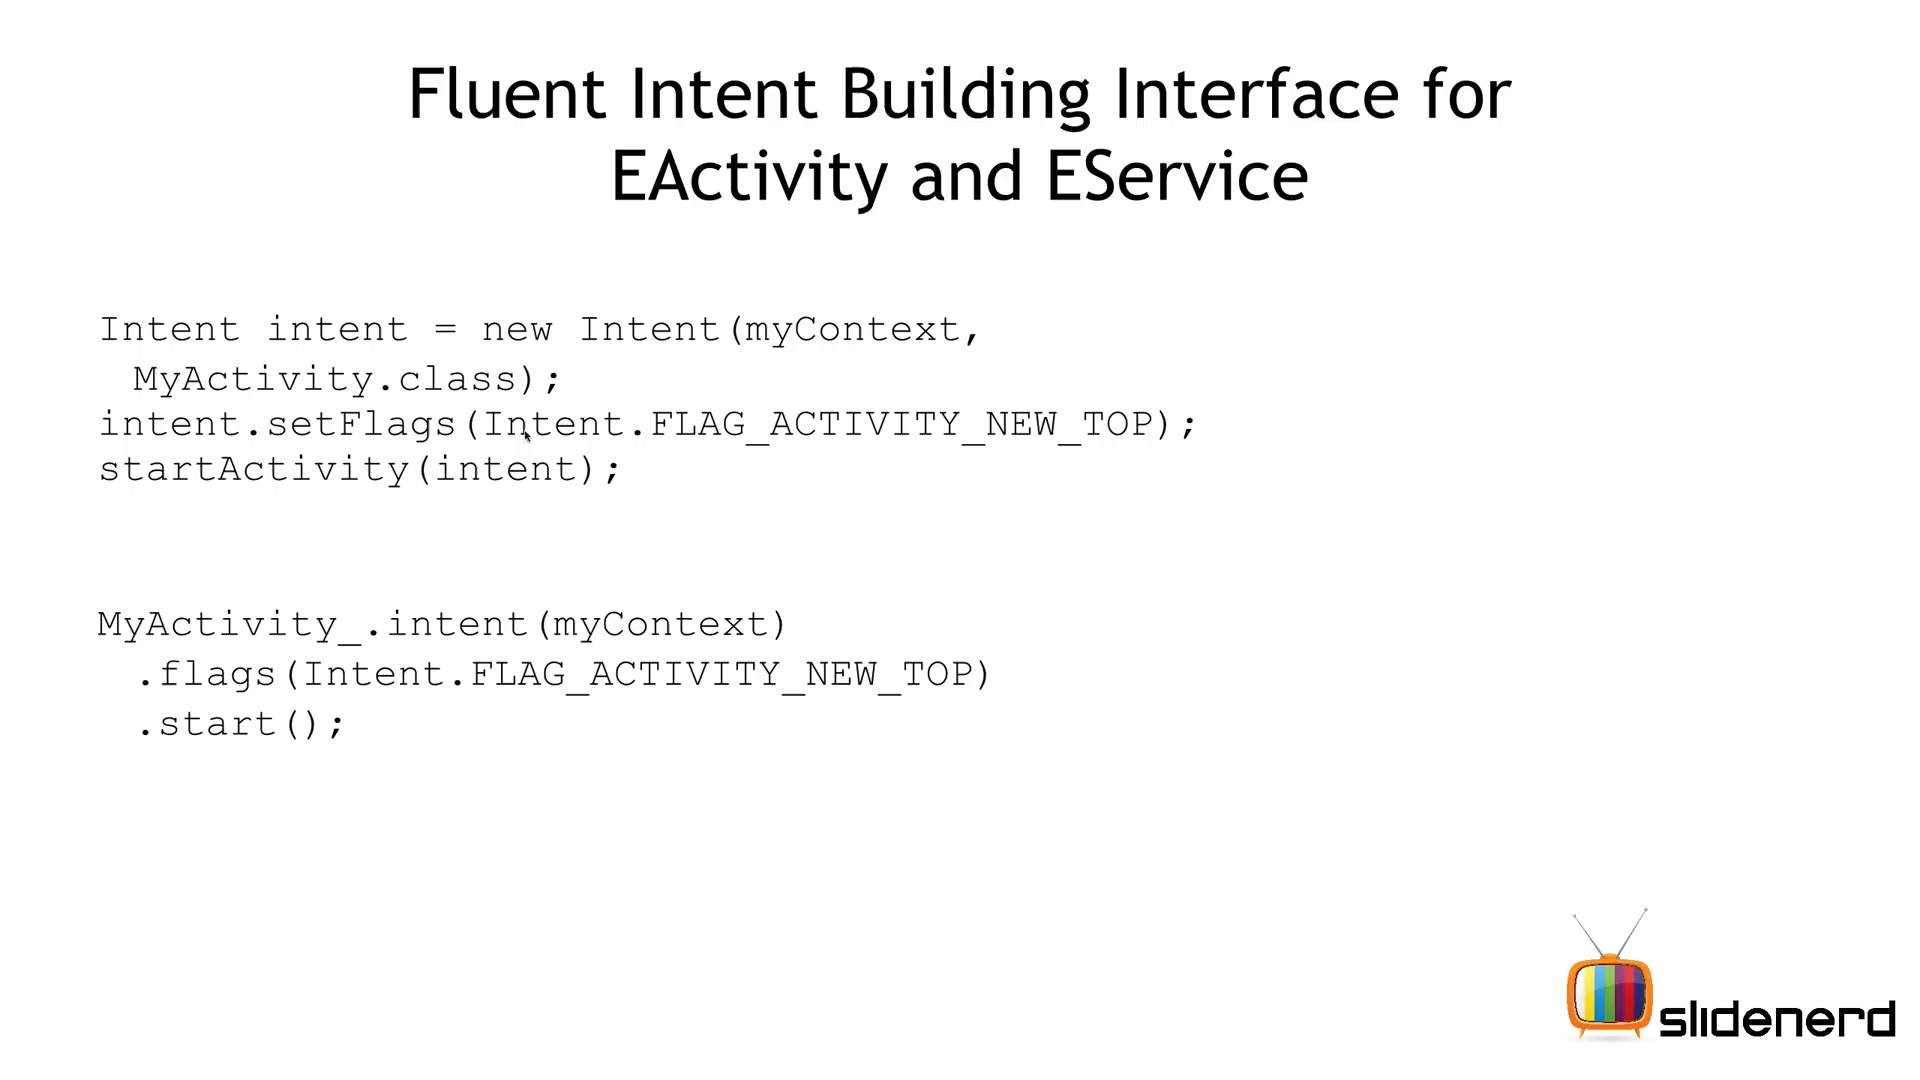 Fluent Intent Building Interface for
EActivity and EService
Intent intent = new Intent(myContext,
MyActivity.class);
intent.setFlags(Intent.FLAG_ACTIVITY_NEW_TOP);
startActivity(intent);
MyActivity_.intent(myContext)
.flags(Intent.FLAG_ACTIVITY_NEW_TOP)
.start();
slidenerd